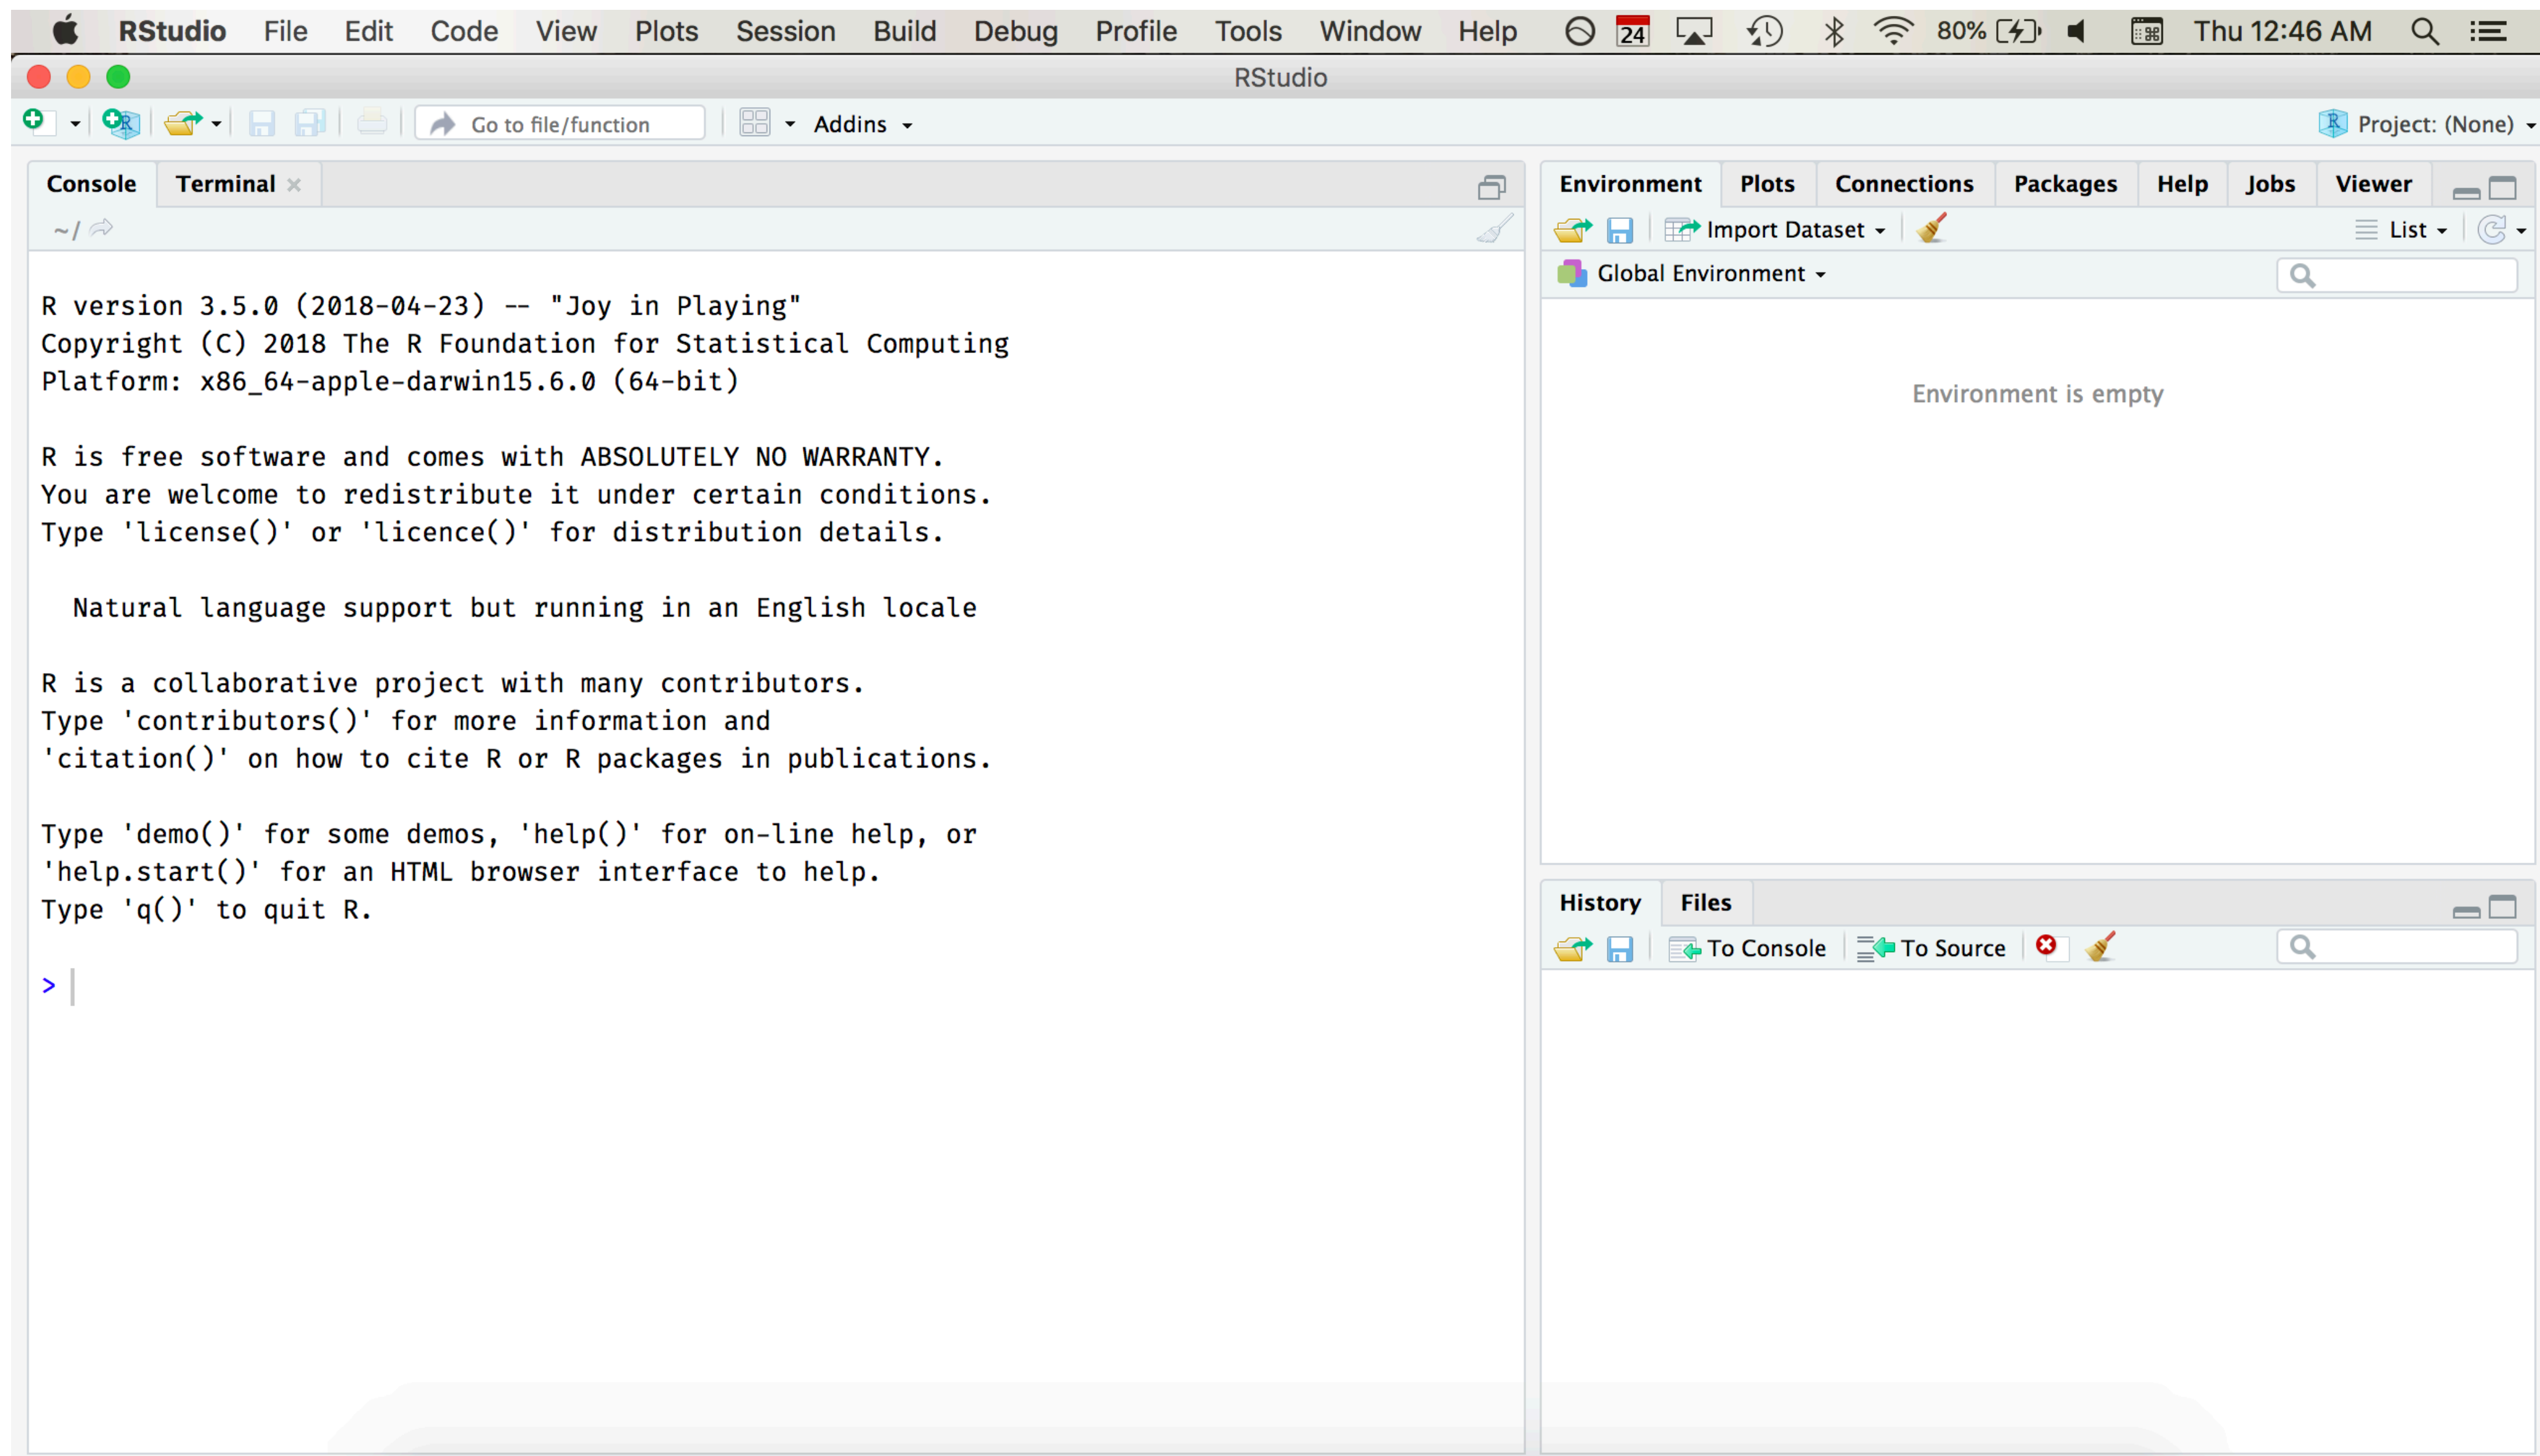 RStudio File Edit Code View Plots Session Build Debug Profile Tools Window Help 24 80% Thu 12:46 AM
RStudio
Go to file/function Addins Project: (None)
Console Terminal
~/
R version 3.5.0 (2018-04-23) -- "Joy in Playing"
Copyright (C) 2018 The R Foundation for Statistical Computing
Platform: x86_64-apple-darwin15.6.0 (64-bit)
R is free software and comes with ABSOLUTELY NO WARRANTY.
You are welcome to redistribute it under certain conditions.
Type 'license()' or 'licence()' for distribution details.
Natural language support but running in an English locale
R is a collaborative project with many contributors.
Type 'contributors()' for more information and
'citation()' on how to cite R or R packages in publications.
Type 'demo()' for some demos, 'help()' for on-line help, or
'help.start()' for an HTML browser interface to help.
Type 'q()' to quit R.
>
Environment Plots Connections Packages Help Jobs Viewer
Import Dataset List
Global Environment
Environment is empty
History Files
To Console To Source